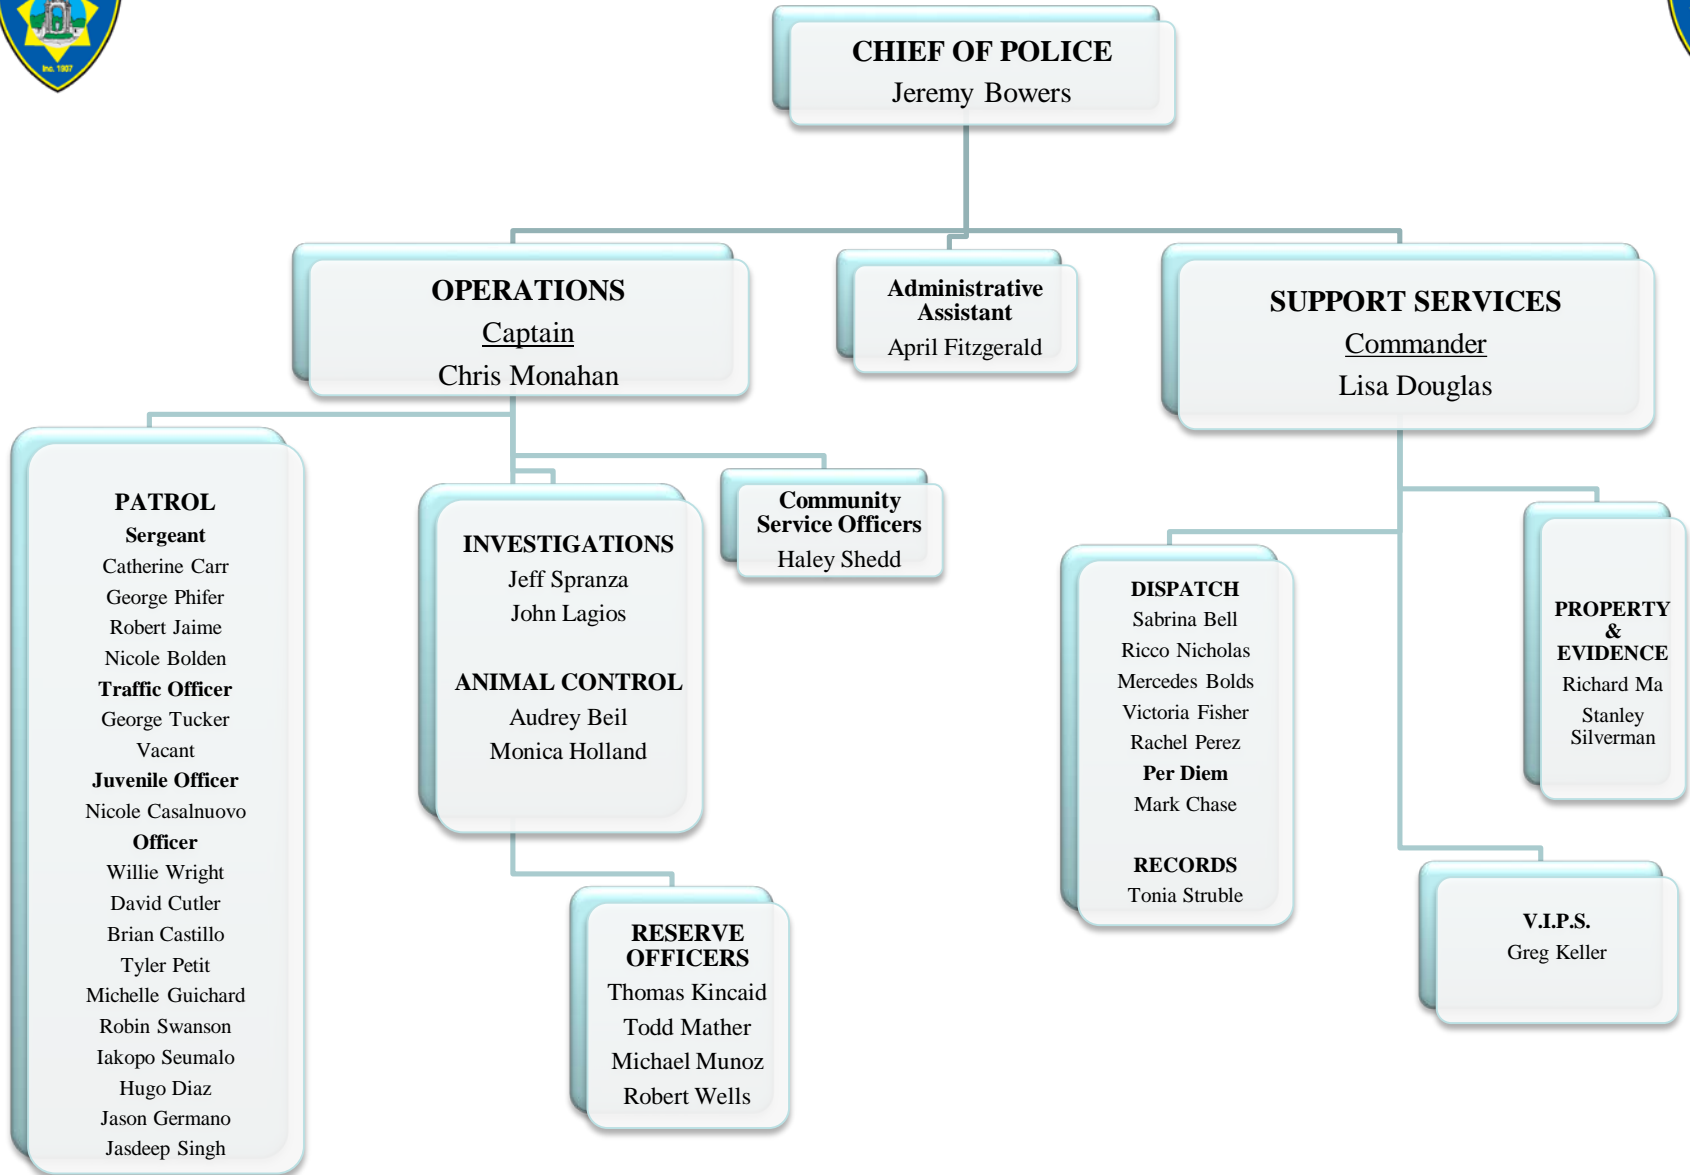 Inc. 1907
CHIEF OF POLICE
Jeremy Bowers
OPERATIONS
Captain
Chris Monahan
Administrative
Assistant
April Fitzgerald
SUPPORT SERVICES
Commander
Lisa Douglas
PATROL
Sergeant
Catherine Carr
George Phifer
Robert Jaime
Nicole Bolden
Traffic Officer
George Tucker
Vacant
Juvenile Officer
Nicole Casalnuovo
Officer
Willie Wright
David Cutler
Brian Castillo
Tyler Petit
Michelle Guichard
Robin Swanson
Iakopo Seumalo
Hugo Diaz
Jason Germano
Jasdeep Singh
INVESTIGATIONS
Jeff Spranza
John Lagios
ANIMAL CONTROL
Audrey Beil
Monica Holland
Community
Service Officers
Haley Shedd
RESERVE
OFFICERS
Thomas Kincaid
Todd Mather
Michael Munoz
Robert Wells
DISPATCH
Sabrina Bell
Ricco Nicholas
Mercedes Bolds
Victoria Fisher
Rachel Perez
Per Diem
Mark Chase
RECORDS
Tonia Struble
PROPERTY
&
EVIDENCE
Richard Ma
Stanley
Silverman
V.I.P.S.
Greg Keller